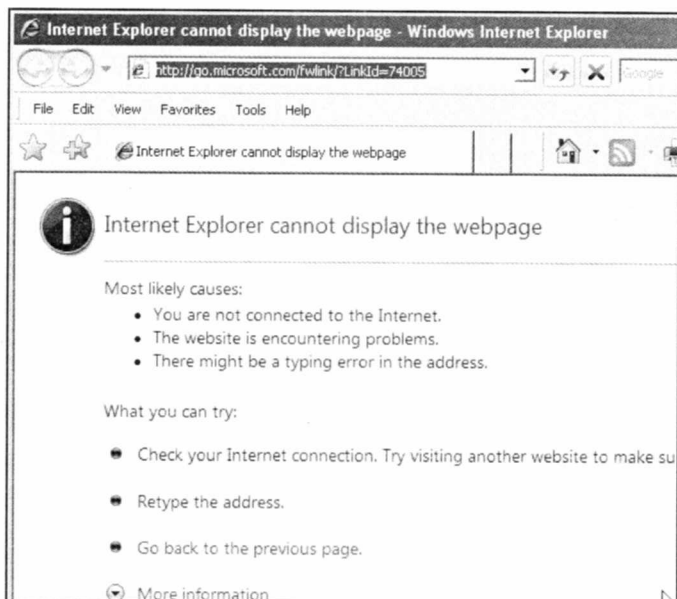 Internet Explorer cannot display the webpage - Windows Internet Explorer
http://go.microsoft.com/fwlink/?LinkId=74005
Google
File Edit View Favorites Tools Help
Internet Explorer cannot display the webpage
Internet Explorer cannot display the webpage
Most likely causes:
• You are not connected to the Internet.
• The website is encountering problems.
• There might be a typing error in the address.
What you can try:
Check your Internet connection. Try visiting another website to make su
Retype the address.
Go back to the previous page.
More information